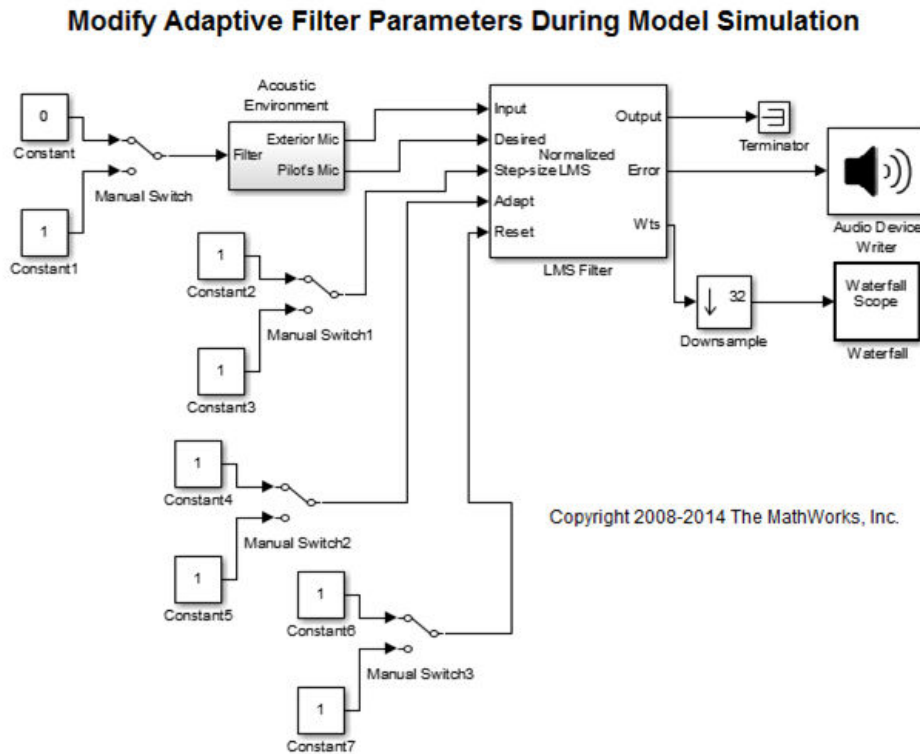 Modify Adaptive Filter Parameters During Model Simulation
Acoustic
Environment
0
Constant
Filter
Exterior Mic
Pilot's Mic
Manual Switch
1
Constant1
Input
Desired
Normalized
Step-size LMS
Adapt
Reset
Output
Error
Wts
LMS Filter
Terminator
Audio Device
Writer
1
Constant2
Manual Switch1
1
Constant3
32
Downsample
Waterfall
Scope
Waterfall
1
Constant4
Manual Switch2
1
Constant5
Copyright 2008-2014 The MathWorks, Inc.
1
Constant6
Manual Switch3
1
Constant7